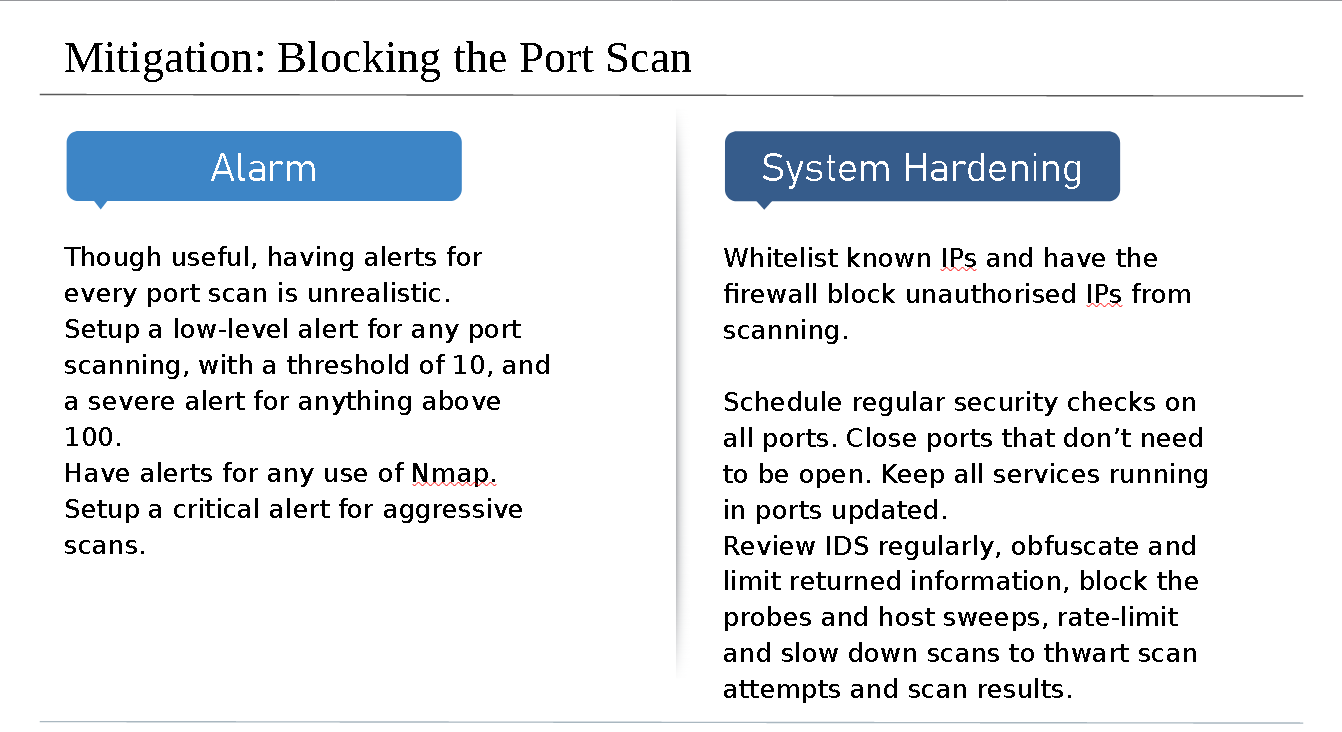 Mitigation: Blocking the Port Scan
Alarm
Though useful, having alerts for
every port scan is unrealistic.
Setup a low-level alert for any port
scanning, with a threshold of 10, and
a severe alert for anything above
100.
Have alerts for any use of Nmap.
Setup a critical alert for aggressive
scans.
System Hardening
Whitelist known IPs and have the
firewall block unauthorised IPs from
scanning.
Schedule regular security checks on
all ports. Close ports that don’t need
to be open. Keep all services running
in ports updated.
Review IDS regularly, obfuscate and
limit returned information, block the
probes and host sweeps, rate-limit
and slow down scans to thwart scan
attempts and scan results.